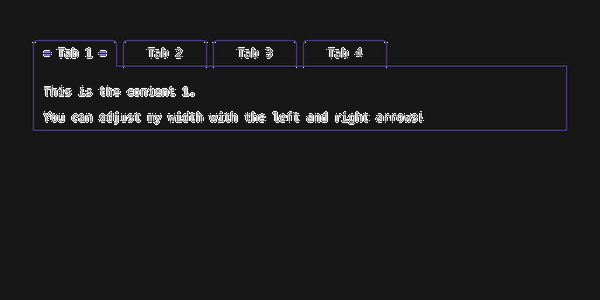 = Tab 1 = Tab 2 Tab 3 Tab 4
This is the content 1.
You can adjust my width with the left and right arrows!